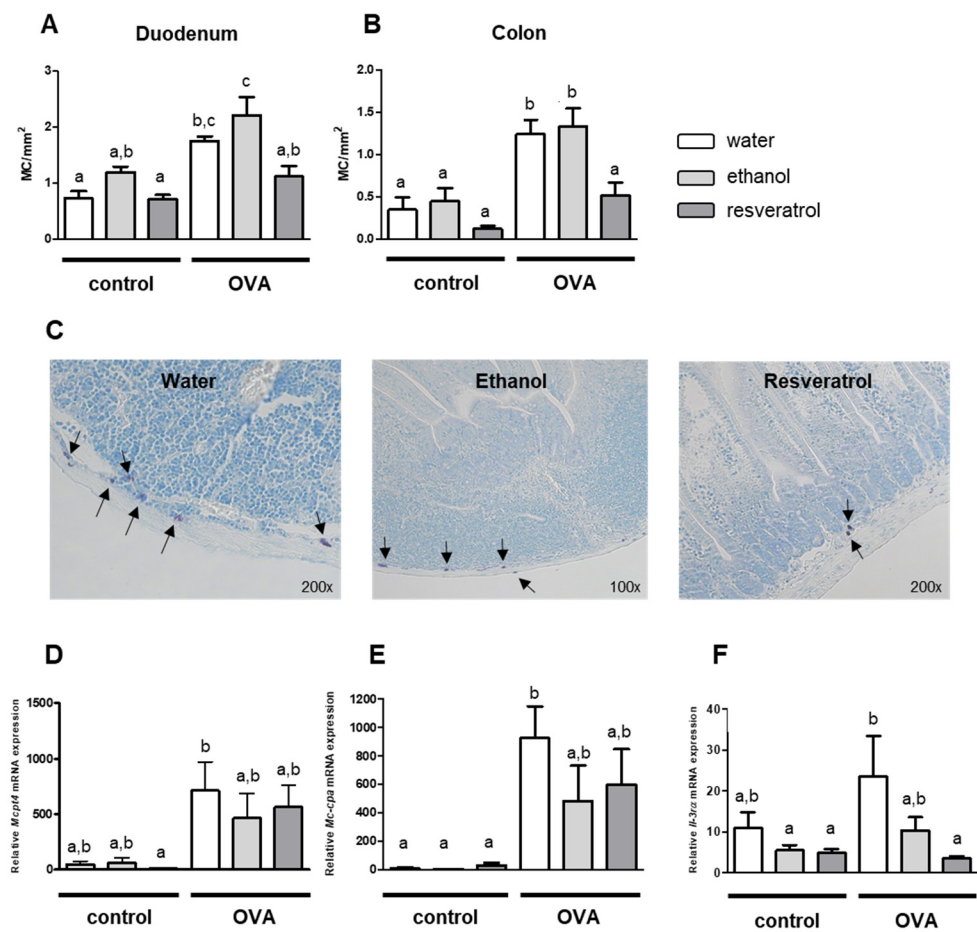 A
Duodenum
MC/mm²
3
2
1
0
a
a,b
a
b,c
c
a,b
control
OVA
B
Colon
MC/mm²
2.0
1.5
1.0
0.5
0.0
a
a
a
b
b
a
control
OVA
water
ethanol
resveratrol
C
Water
200x
Ethanol
100x
Resveratrol
200x
D
Relative Mcpt4 mRNA expression
1500
1000
500
0
a,b
a,b
a
b
a,b
a,b
control
OVA
E
Relative Mc-cpa mRNA expression
1200
1000
800
600
400
200
0
a
a
a
b
a,b
a,b
control
OVA
F
Relative Il-3rα mRNA expression
40
30
20
10
0
a,b
a
a
b
a,b
a
control
OVA